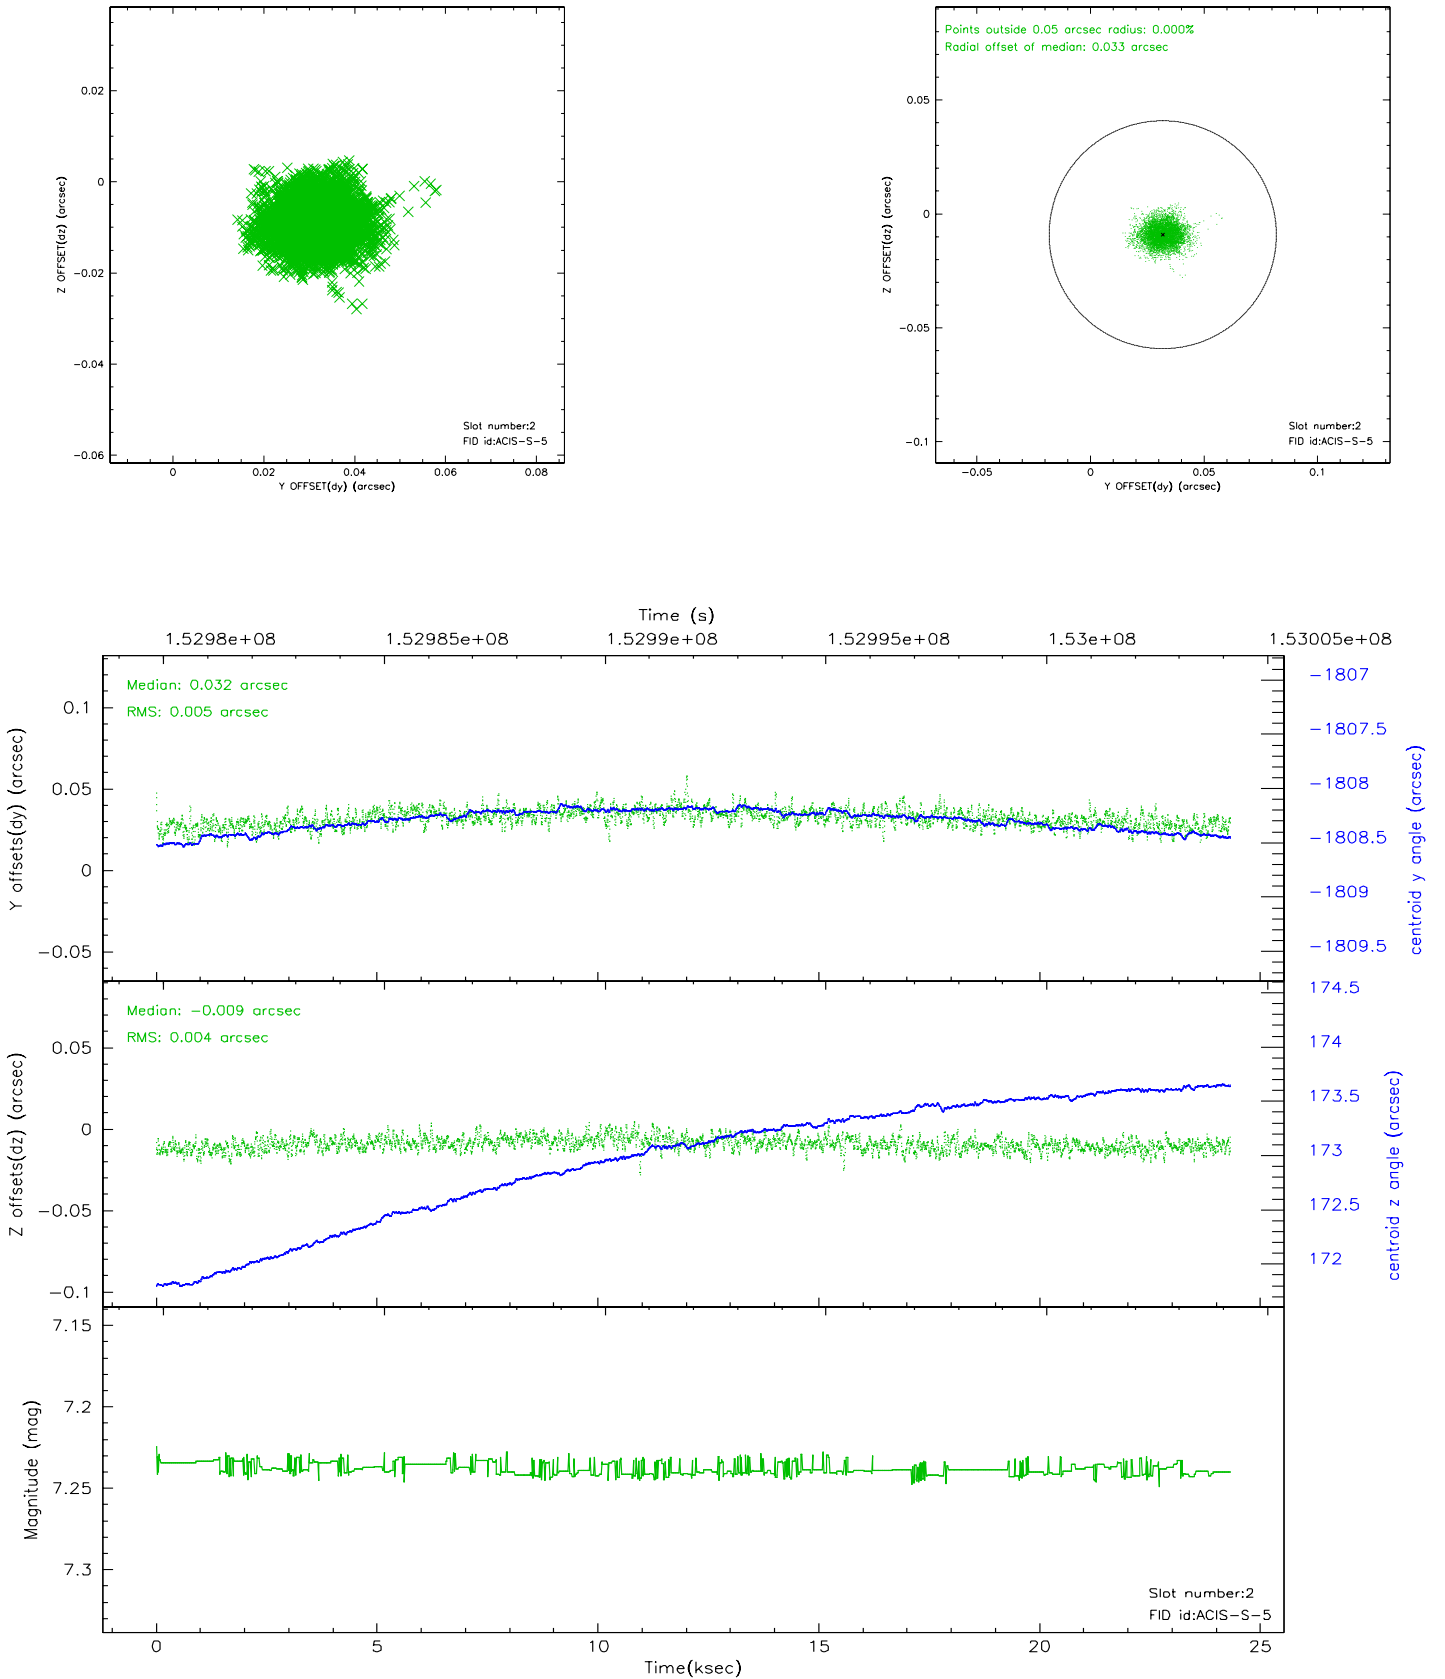 0.02
0
−0.02
−0.04
−0.06
Z OFFSET(dz) (arcsec)
Slot number:2
FID id:ACIS−S−5
0 0.02 0.04 0.06 0.08
Y OFFSET(dy) (arcsec)
Points outside 0.05 arcsec radius: 0.000%
Radial offset of median: 0.033 arcsec
0.05
0
−0.05
−0.1
Z OFFSET(dz) (arcsec)
Slot number:2
FID id:ACIS−S−5
−0.05 0 0.05 0.1
Y OFFSET(dy) (arcsec)
Time (s)
1.5298e+08 1.52985e+08 1.5299e+08 1.52995e+08 1.53e+08 1.53005e+08
Median: 0.032 arcsec
RMS: 0.005 arcsec
0.1
0.05
0
−0.05
Y offsets(dy) (arcsec)
−1807
−1807.5
−1808
−1808.5
−1809
−1809.5
centroid y angle (arcsec)
Median: −0.009 arcsec
RMS: 0.004 arcsec
0.05
0
−0.05
−0.1
Z offsets(dz) (arcsec)
174.5
174
173.5
173
172.5
172
centroid z angle (arcsec)
7.15
7.2
7.25
7.3
Magnitude (mag)
Slot number:2
FID id:ACIS−S−5
0 5 10 15 20 25
Time(ksec)